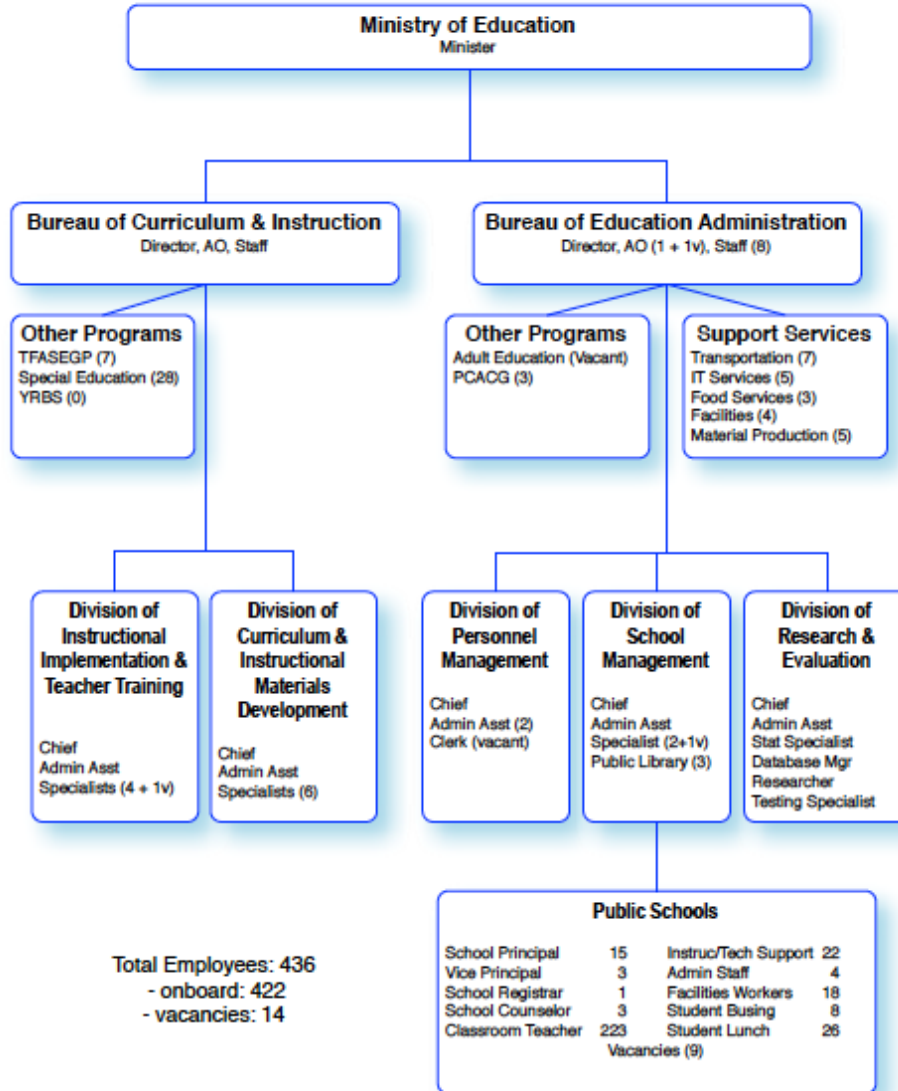 Ministry of Education
Minister
Bureau of Curriculum & Instruction
Director, AO, Staff
Bureau of Education Administration
Director, AO (1 + 1v), Staff (8)
Other Programs
TFASEGP (7)
Special Education (28)
YRBS (0)
Other Programs
Adult Education (Vacant)
PCACG (3)
Support Services
Transportation (7)
IT Services (5)
Food Services (3)
Facilities (4)
Material Production (5)
Division of
Instructional
Implementation &
Teacher Training
Chief
Admin Asst
Specialists (4 + 1v)
Division of
Curriculum &
Instructional
Materials
Development
Chief
Admin Asst
Specialists (6)
Division of
Personnel
Management
Chief
Admin Asst (2)
Clerk (vacant)
Division of
School
Management
Chief
Admin Asst
Specialist (2+1v)
Public Library (3)
Division of
Research &
Evaluation
Chief
Admin Asst
Stat Specialist
Database Mgr
Researcher
Testing Specialist
Public Schools
School Principal 15 Instruc/Tech Support 22
Vice Principal 3 Admin Staff 4
School Registrar 1 Facilities Workers 18
School Counselor 3 Student Busing 8
Classroom Teacher 223 Student Lunch 26
Vacancies (9)
Total Employees: 436
- onboard: 422
- vacancies: 14